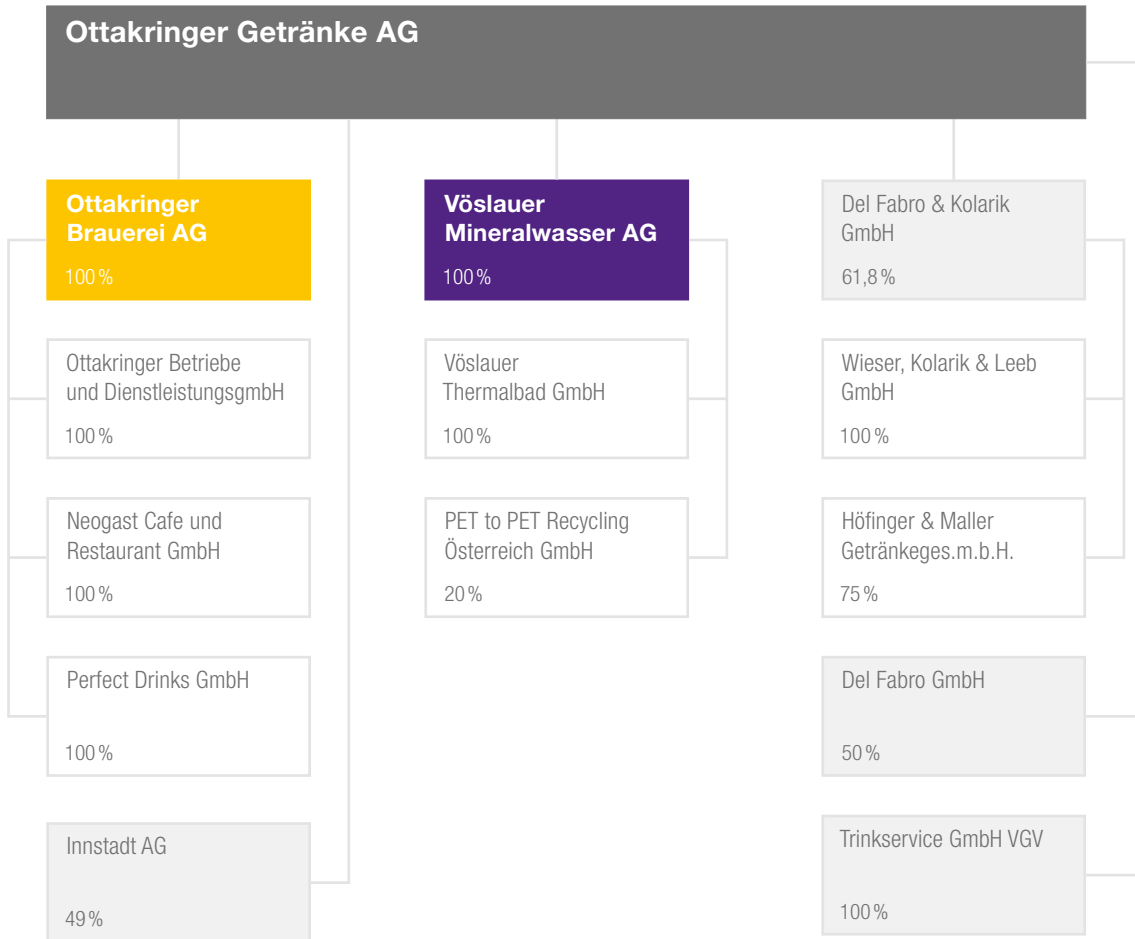 Ottakringer Getränke AG
Ottakringer
Brauerei AG
100 %
Ottakringer Betriebe
und DienstleistungsgmbH
100 %
Neogast Cafe und
Restaurant GmbH
100 %
Perfect Drinks GmbH
100 %
Innstadt AG
49 %
Vöslauer
Mineralwasser AG
100 %
Vöslauer
Thermalbad GmbH
100 %
PET to PET Recycling
Österreich GmbH
20 %
Del Fabro & Kolarik
GmbH
61,8 %
Wieser, Kolarik & Leeb
GmbH
100 %
Höfinger & Maller
Getränkeges.m.b.H.
75 %
Del Fabro GmbH
50 %
Trinkservice GmbH VGV
100 %